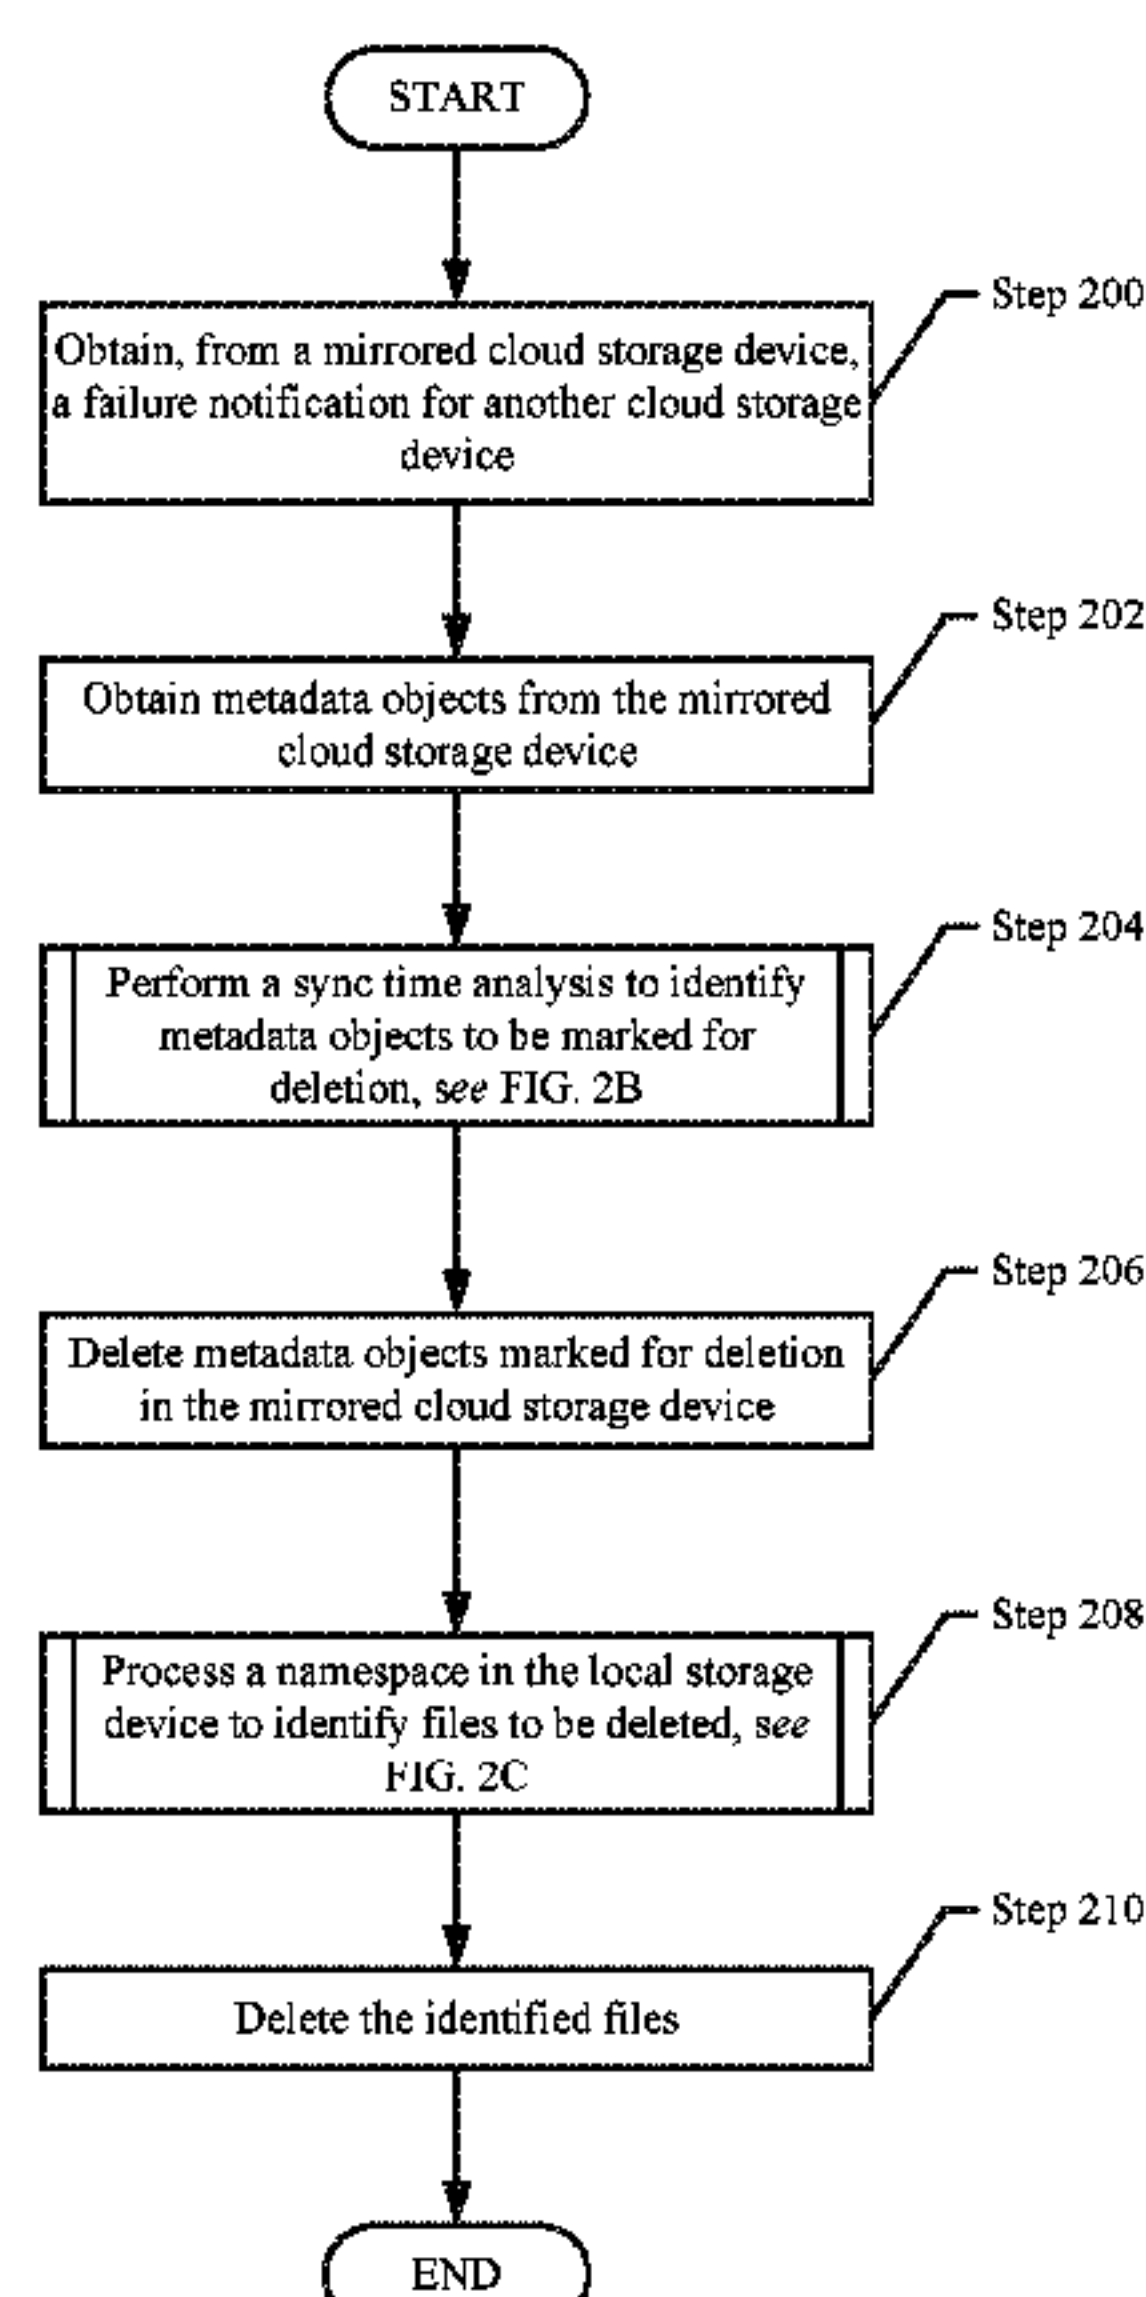 START
Step 200
Obtain, from a mirrored cloud storage device,
a failure notification for another cloud storage
device
Step 202
Obtain metadata objects from the mirrored
cloud storage device
Step 204
Perform a sync time analysis to identify
metadata objects to be marked for
deletion, see FIG. 2B
Step 206
Delete metadata objects marked for deletion
in the mirrored cloud storage device
Step 208
Process a namespace in the local storage
device to identify files to be deleted, see
FIG. 2C
Step 210
Delete the identified files
END